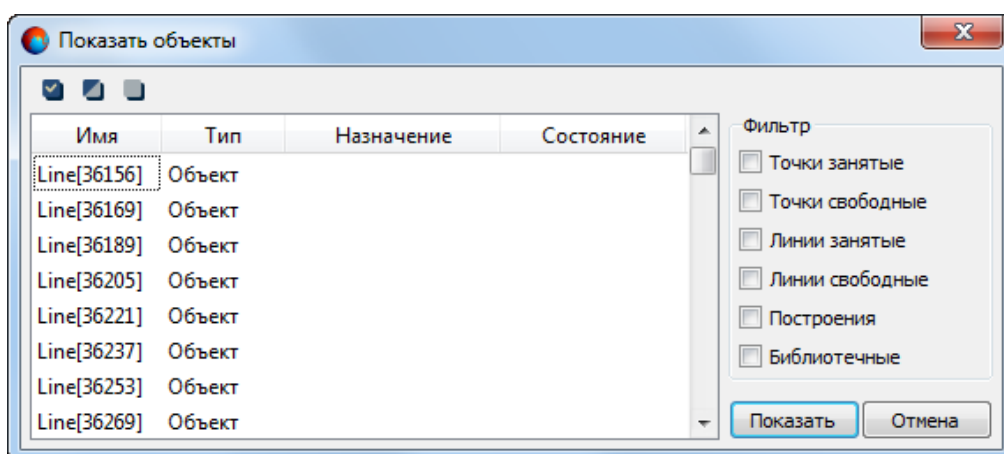 Показать объекты
Имя Тип Назначение Состояние
Line[36156] Объект
Line[36169] Объект
Line[36189] Объект
Line[36205] Объект
Line[36221] Объект
Line[36237] Объект
Line[36253] Объект
Line[36269] Объект
Фильтр
Точки занятые
Точки свободные
Линии занятые
Линии свободные
Построения
Библиотечные
Показать Отмена